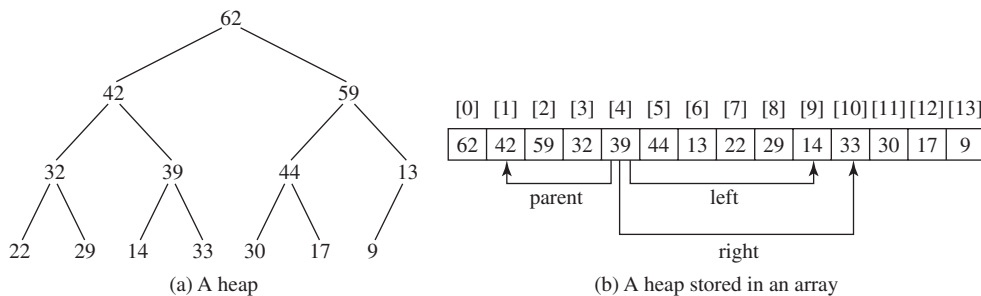 62
42 59
32 39 44 13
22 29 14 33 30 17 9
(a) A heap
[0] [1] [2] [3] [4] [5] [6] [7] [8] [9] [10] [11] [12] [13]
62 42 59 32 39 44 13 22 29 14 33 30 17 9
parent left
right
(b) A heap stored in an array